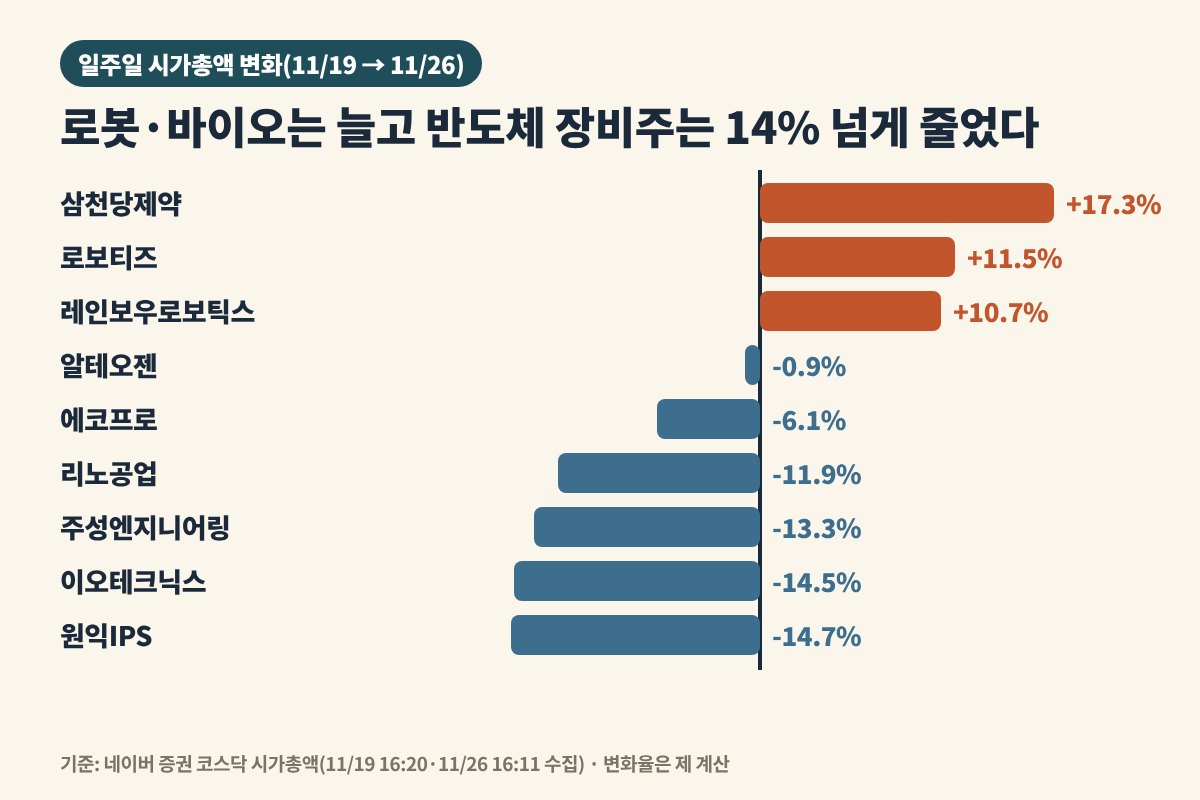 일주일 시가총액 변화(11/19 → 11/26)
로봇·바이오는 늘고 반도체 장비주는 14% 넘게 줄었다
삼천당제약 +17.3%
로보티즈 +11.5%
레인보우로보틱스 +10.7%
알테오젠 -0.9%
에코프로 -6.1%
리노공업 -11.9%
주성엔지니어링 -13.3%
이오테크닉스 -14.5%
원익IPS -14.7%
기준: 네이버 증권 코스닥 시가총액(11/19 16:20·11/26 16:11 수집) · 변화율은 제 계산